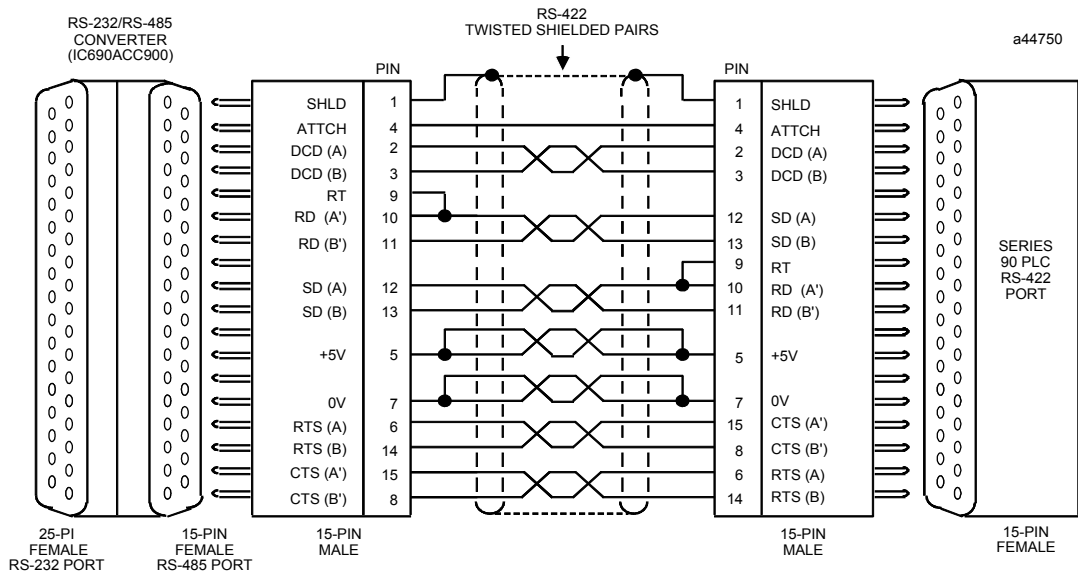 RS-232/RS-485
CONVERTER
(IC690ACC900)
RS-422
TWISTED SHIELDED PAIRS
a44750
PIN
PIN
SHLD 1
1 SHLD
ATTCH 4
4 ATTCH
DCD (A) 2
2 DCD (A)
DCD (B) 3
3 DCD (B)
RT 9
RD (A') 10
12 SD (A)
RD (B') 11
13 SD (B)
9 RT
SD (A) 12
10 RD (A')
SD (B) 13
11 RD (B')
+5V 5
5 +5V
0V 7
7 0V
RTS (A) 6
15 CTS (A')
RTS (B) 14
8 CTS (B')
CTS (A') 15
6 RTS (A)
CTS (B') 8
14 RTS (B)
SERIES
90 PLC
RS-422
PORT
25-PI
FEMALE
RS-232 PORT
15-PIN
FEMALE
RS-485 PORT
15-PIN
MALE
15-PIN
MALE
15-PIN
FEMALE